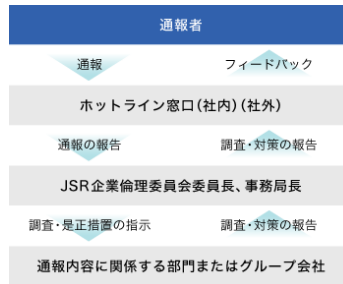 通報者
通報 フィードバック
ホットライン窓口(社内)(社外)
通報の報告 調査・対策の報告
JSR企業倫理委員会委員長、事務局長
調査・是正措置の指示 調査・対策の報告
通報内容に関係する部門またはグループ会社